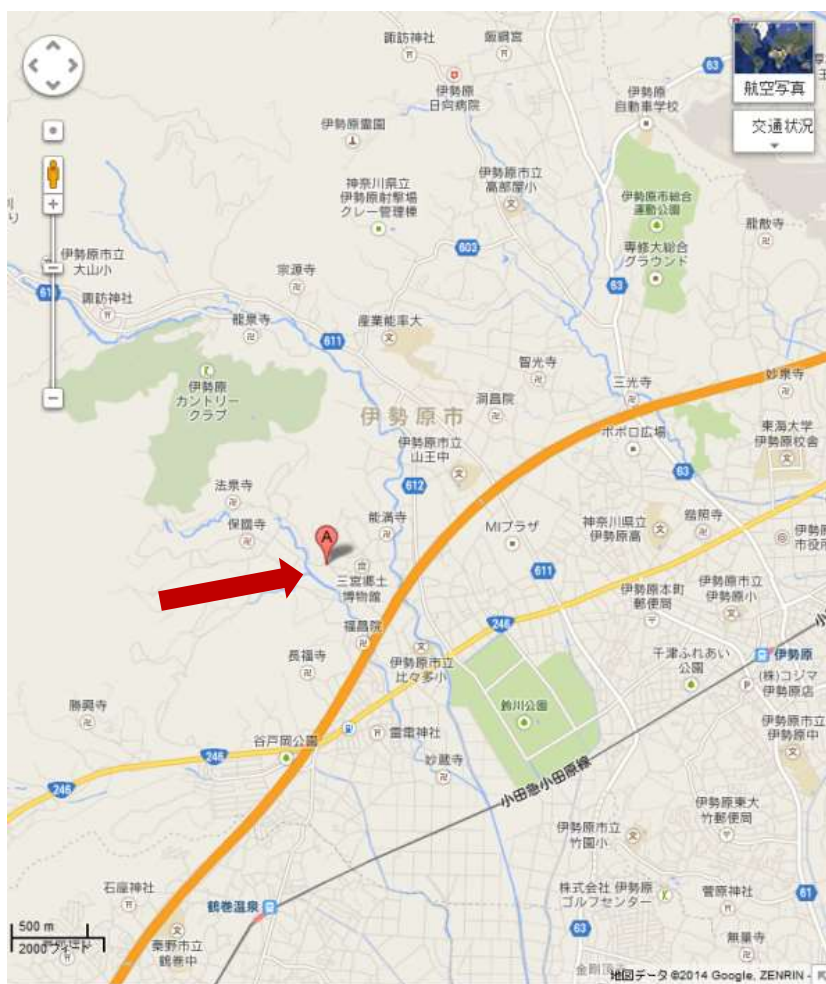 諏訪神社
飯綱宮
63
航空写真
交通状況
伊勢原
日向病院
伊勢原
自動車学校
伊勢原霊園
神奈川県立
伊勢原射撃場
クレー管理棟
伊勢原市立
高部屋小
伊勢原市総合
運動公園
龍散寺
専修大総合
グラウンド
603
63
伊勢原市立
大山小
宗源寺
諏訪神社
龍泉寺
611
産業能率大
智光寺
三光寺
妙泉寺
伊勢原
カントリー
クラブ
洞昌院
伊勢原市
ポポロ広場
東海大学
伊勢原校舎
伊勢原市立
山王中
63
612
法泉寺
保國寺
能満寺
MIプラザ
神奈川県立
伊勢原高
A
三宮郷土
博物館
611
伊勢原本町
郵便局
伊勢原市立
伊勢原小
福昌院
246
長福寺
伊勢原市立
比々多小
千津ふれあい
公園
伊勢原
(株)コジマ
伊勢原店
勝興寺
鈴川公園
伊勢原市立
伊勢原中
谷戸岡公園
雷電神社
246
妙蔵寺
246
小田急小田原線
伊勢原東大
竹郵便局
伊勢原市立
竹園小
石座神社
鶴巻温泉
株式会社 伊勢原
ゴルフセンター
菅原神社
61
500 m
2000 フィート
秦野市立
鶴巻中
63
無量寺
地図データ ©2014 Google, ZENRIN -